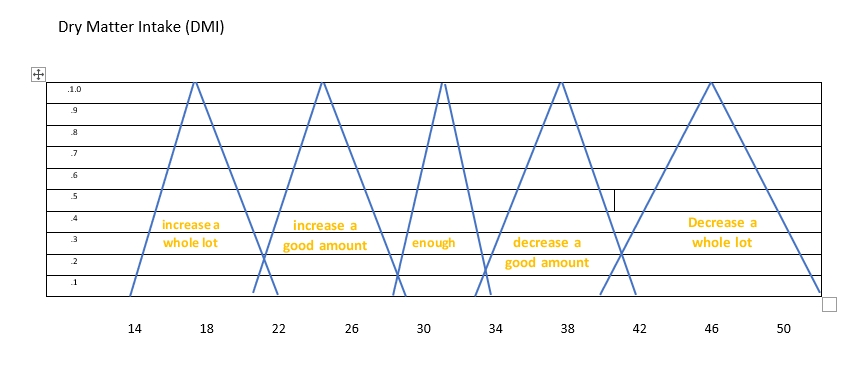 Dry Matter Intake (DMI)
.1.0
.9
.8
.7
.6
.5
.4
.3
.2
.1
increase a
whole lot
increase a
good amount
enough
decrease a
good amount
Decrease a
whole lot
14 18 22 26 30 34 38 42 46 50